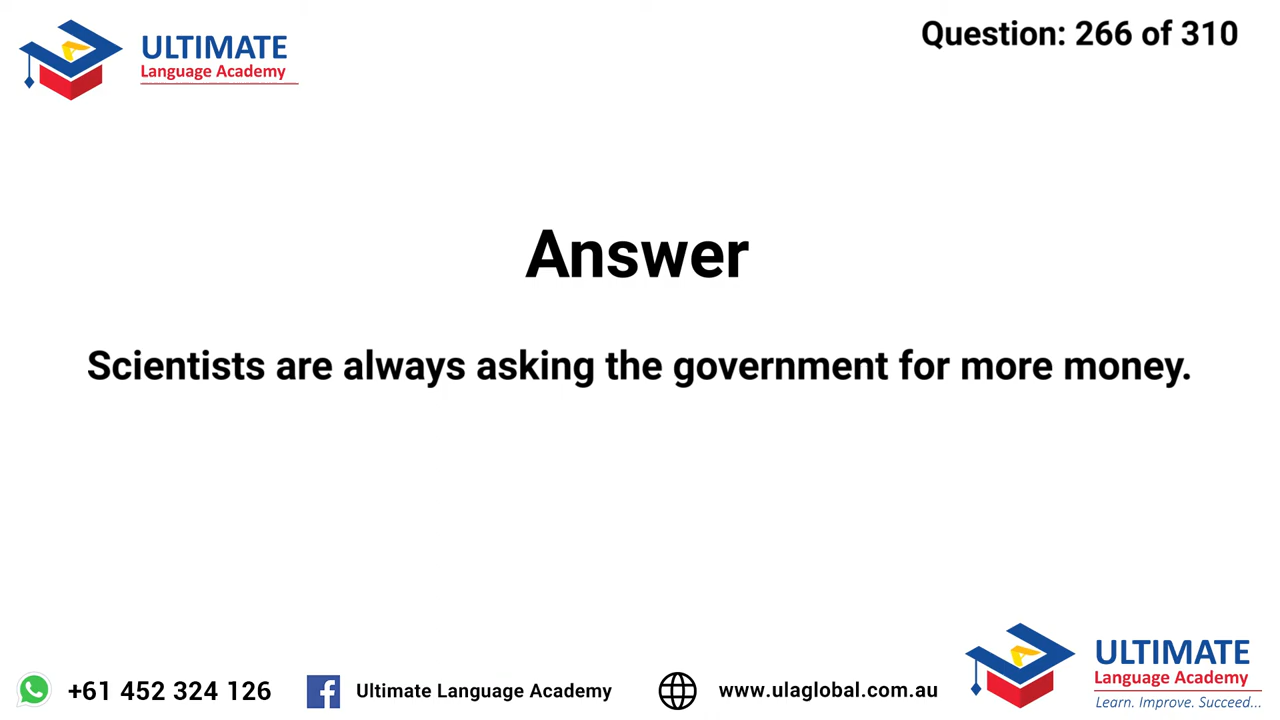 ULTIMATE
Language Academy
Question: 266 of 310
Answer
Scientists are always asking the government for more money.
+61 452 324 126
Ultimate Language Academy
www.ulaglobal.com.au
ULTIMATE
Language Academy
Learn. Improve. Succeed...